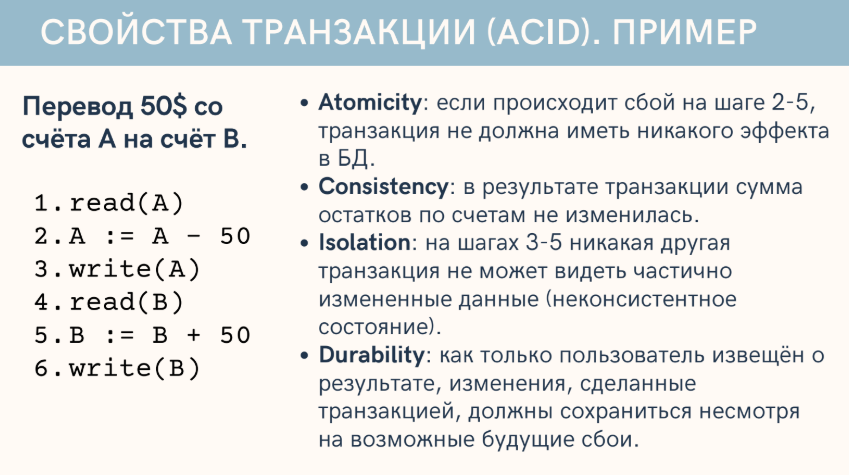 СВОЙСТВА ТРАНЗАКЦИИ (ACID). ПРИМЕР
Перевод 50$ со
счёта А на счёт В.
1. read(A)
2. A := A – 50
3. write(A)
4. read(B)
5. B := B + 50
6. write(B)
• Atomicity: если происходит сбой на шаге 2-5,
транзакция не должна иметь никакого эффекта
в БД.
• Consistency: в результате транзакции сумма
остатков по счетам не изменилась.
• Isolation: на шагах 3-5 никакая другая
транзакция не может видеть частично
измененные данные (неконсистентное
состояние).
• Durability: как только пользователь извещён о
результате, изменения, сделанные
транзакцией, должны сохраниться несмотря
на возможные будущие сбои.